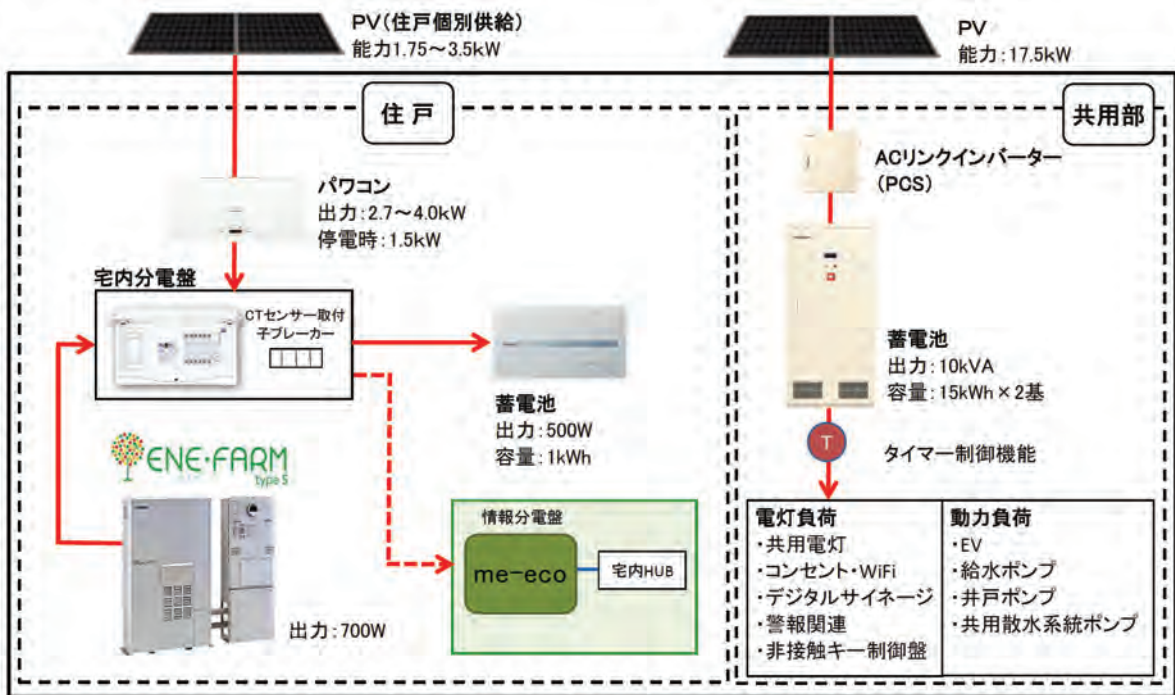 PV(住戸個別供給)
能力1.75～3.5kW
PV
能力:17.5kW
住戸
共用部
パワコン
出力:2.7～4.0kW
停電時:1.5kW
ACリンクインバーター
(PCS)
宅内分電盤
CTセンサー取付
子ブレーカー
蓄電池
出力:500W
容量:1kWh
蓄電池
出力:10kVA
容量:15kWh×2基
T
タイマー制御機能
ENE・FARM
type S
出力:700W
情報分電盤
me-eco
宅内HUB
電灯負荷
・共用電灯
・コンセント・WiFi
・デジタルサイネージ
・警報関連
・非接触キー制御盤
動力負荷
・EV
・給水ポンプ
・井戸ポンプ
・共用散水系統ポンプ